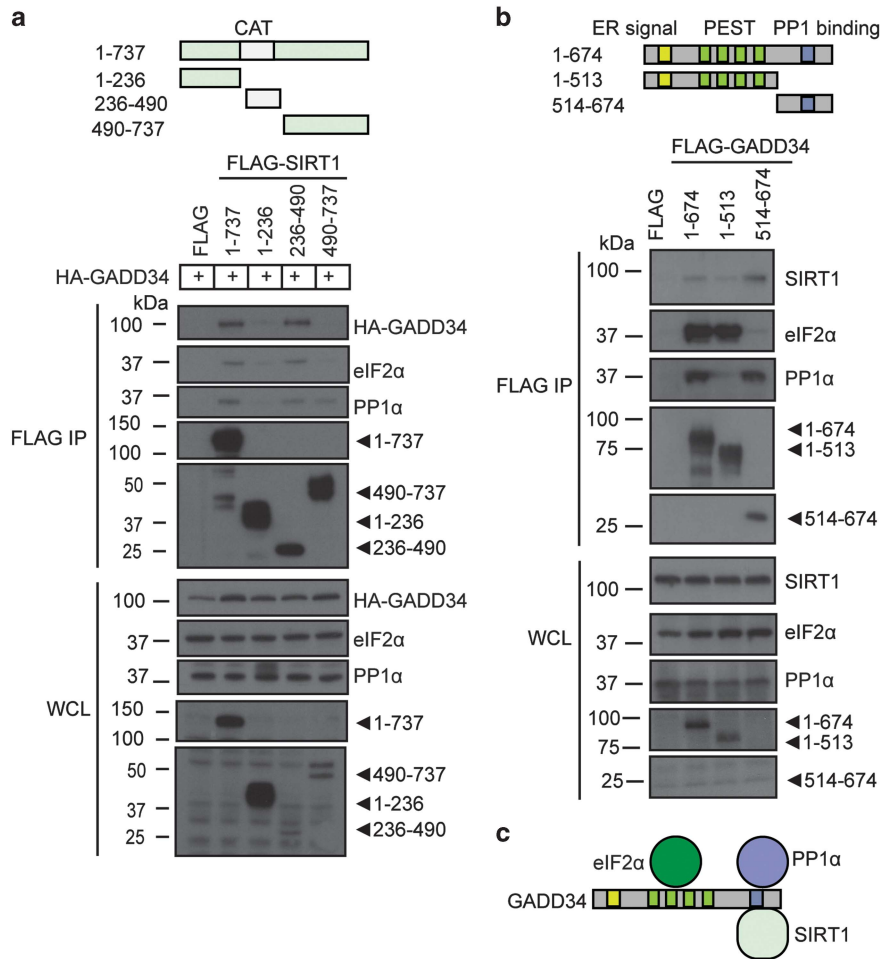 a
CAT
1-737
1-236
236-490
490-737
FLAG-SIRT1
FLAG
1-737
1-236
236-490
490-737
HA-GADD34 + + + + +
kDa
100 HA-GADD34
37 eIF2α
37 PP1α
150
100 1-737
FLAG IP
50 490-737
37 1-236
25 236-490
100 HA-GADD34
37 eIF2α
37 PP1α
WCL
150 1-737
100
50 490-737
37 1-236
25 236-490
b
ER signal PEST PP1 binding
1-674
1-513
514-674
FLAG-GADD34
FLAG
1-674
1-513
514-674
kDa
100 SIRT1
37 eIF2α
37 PP1α
FLAG IP
100 1-674
75 1-513
25 514-674
100 SIRT1
37 eIF2α
WCL
37 PP1α
100 1-674
75 1-513
25 514-674
c
eIF2α PP1α
GADD34
SIRT1